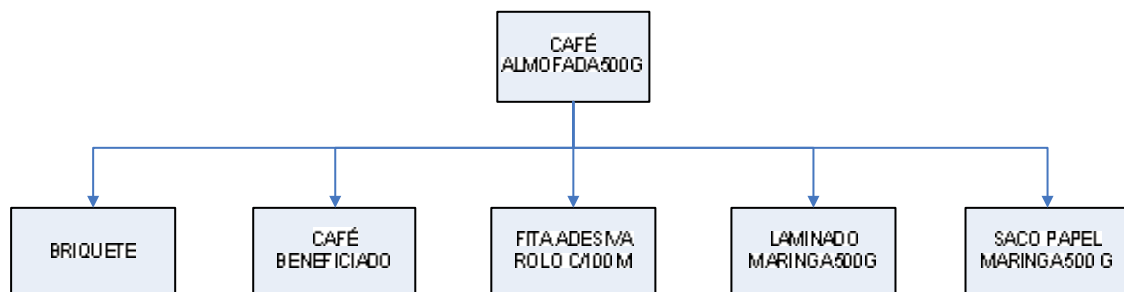 CAFÉ
ALMOFADA500G
BRIQUETE
CAFÉ
BENEFICIADO
FITA ADESIVA
ROLO C/100 M
LAMINADO
MARINGA500G
SACO PAPEL
MARINGA500 G